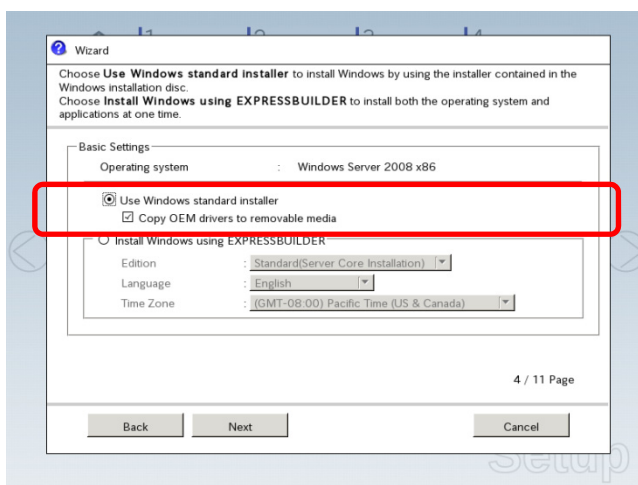 Wizard
Choose Use Windows standard installer to install Windows by using the installer contained in the
Windows installation disc.
Choose Install Windows using EXPRESSBUILDER to install both the operating system and
applications at one time.
Basic Settings
Operating system : Windows Server 2008 x86
Use Windows standard installer
Copy OEM drivers to removable media
Install Windows using EXPRESSBUILDER
Edition : Standard(Server Core Installation)
Language : English
Time Zone : (GMT-08:00) Pacific Time (US & Canada)
4 / 11 Page
Back Next Cancel
Setup